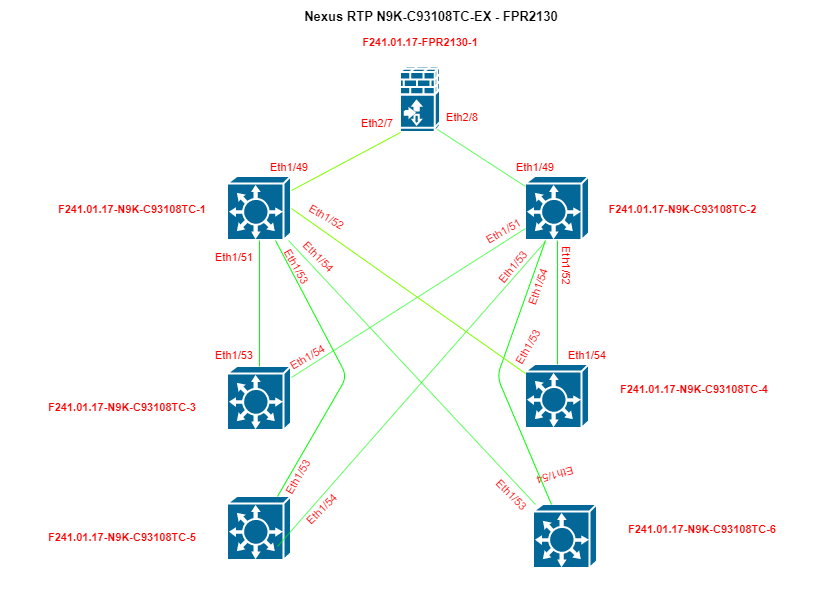 Nexus RTP N9K-C93108TC-EX - FPR2130
F241.01.17-FPR2130-1
Eth2/7
Eth2/8
Eth1/49
Eth1/49
F241.01.17-N9K-C93108TC-1
Eth1/52
F241.01.17-N9K-C93108TC-2
Eth1/51
Eth1/51
Eth1/53
Eth1/54
Eth1/53
Eth1/54
Eth1/52
Eth1/53
Eth1/54
Eth1/53
Eth1/54
F241.01.17-N9K-C93108TC-3
F241.01.17-N9K-C93108TC-4
Eth1/53
Eth1/54
Eth1/53
Eth1/54
F241.01.17-N9K-C93108TC-5
F241.01.17-N9K-C93108TC-6